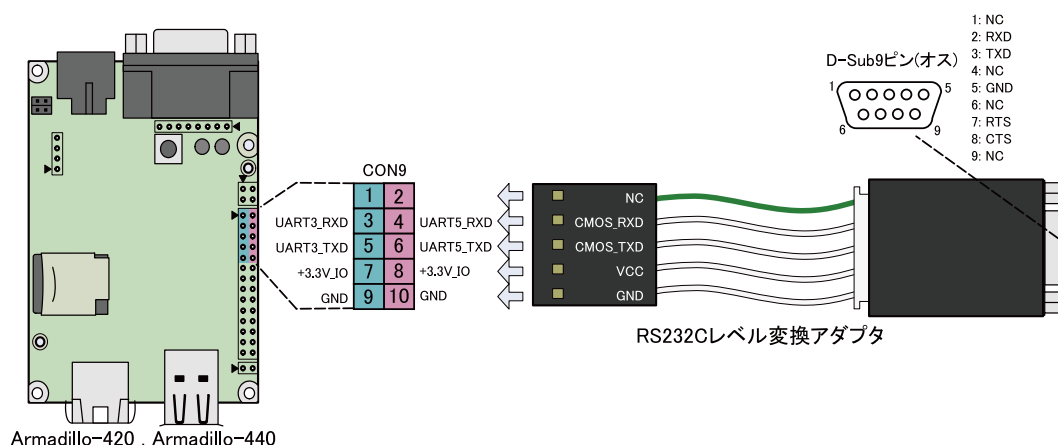 1: NC
2: RXD
3: TXD
4: NC
5: GND
6: NC
7: RTS
8: CTS
9: NC
D-Sub9ピン(オス)
1 5
6 9
CON9
1 2
UART3_RXD 3 4 UART5_RXD
UART3_TXD 5 6 UART5_TXD
+3.3V_IO 7 8 +3.3V_IO
GND 9 10 GND
NC
CMOS_RXD
CMOS_TXD
VCC
GND
RS232Cレベル変換アダプタ
Armadillo-420 , Armadillo-440